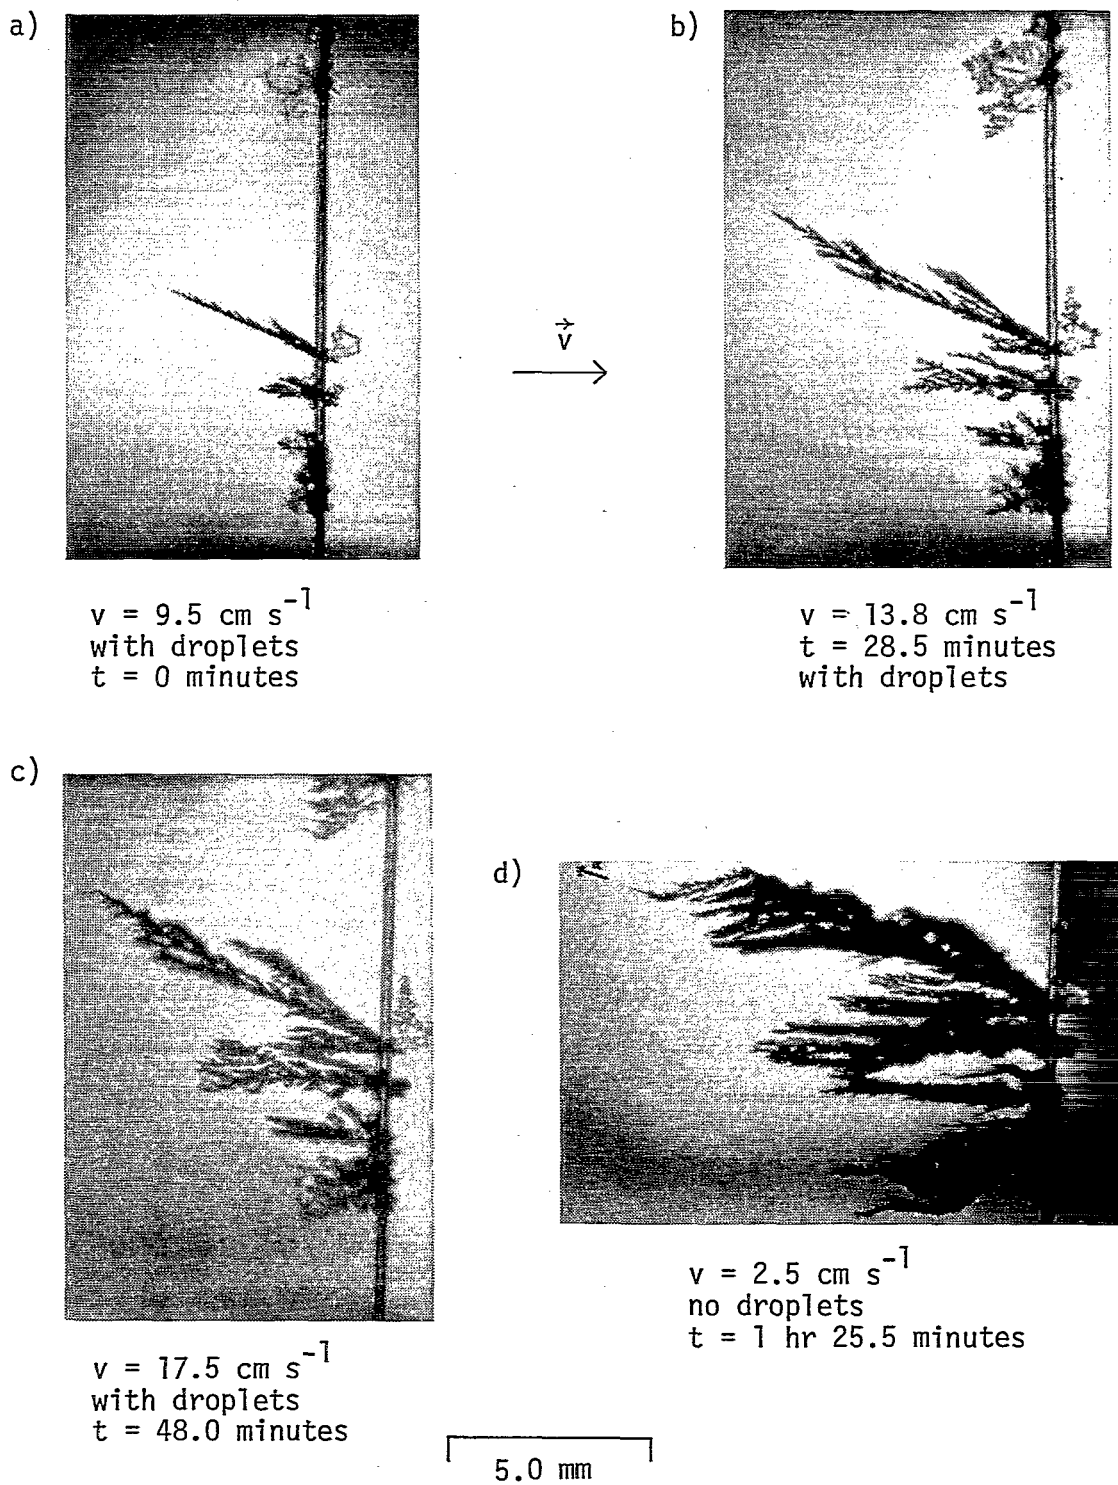 a)
b)
v⃗
v = 9.5 cm s⁻¹
with droplets
t = 0 minutes
v = 13.8 cm s⁻¹
t = 28.5 minutes
with droplets
c)
d)
v = 17.5 cm s⁻¹
with droplets
t = 48.0 minutes
v = 2.5 cm s⁻¹
no droplets
t = 1 hr 25.5 minutes
5.0 mm